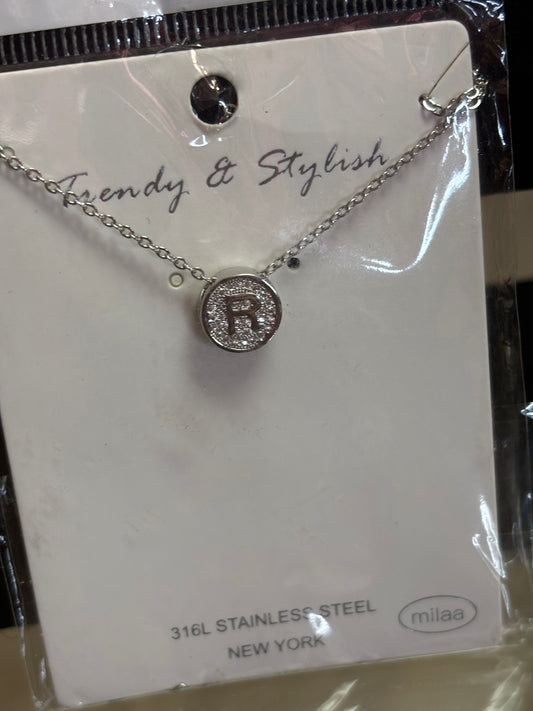 Trendy & Stylish
R
316L STAINLESS STEEL
milaa
NEW YORK